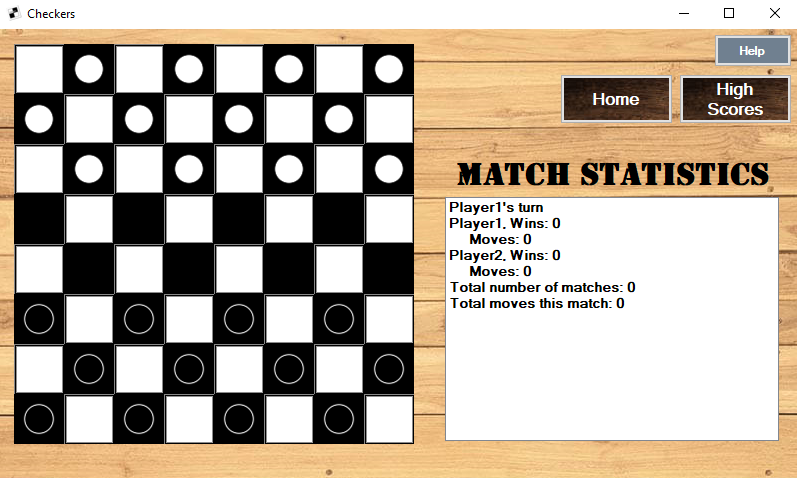 Checkers
Help
Home
High
Scores
MATCH STATISTICS
Player1's turn
Player1, Wins: 0
Moves: 0
Player2, Wins: 0
Moves: 0
Total number of matches: 0
Total moves this match: 0